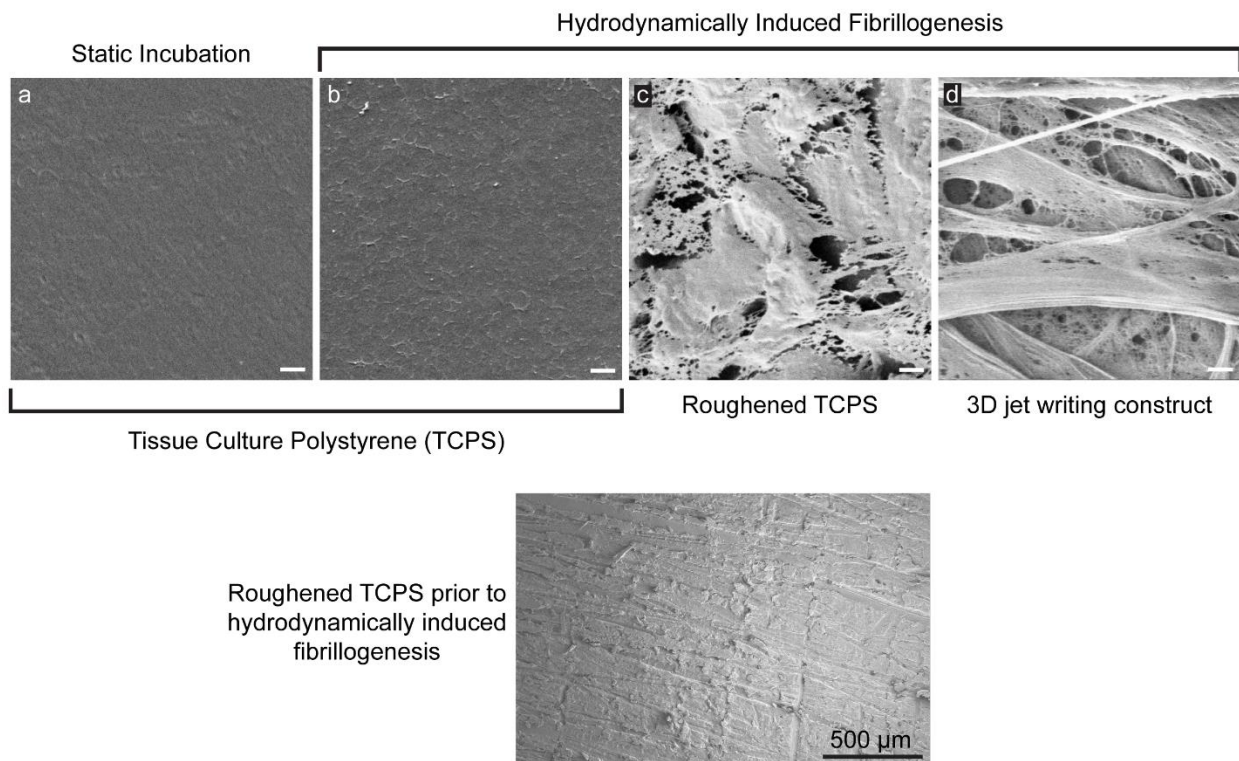 Hydrodynamically Induced Fibrillogenesis
Static Incubation
a
b
c
d
Roughened TCPS
3D jet writing construct
Tissue Culture Polystyrene (TCPS)
Roughened TCPS prior to
hydrodynamically induced
fibrillogenesis
500 µm